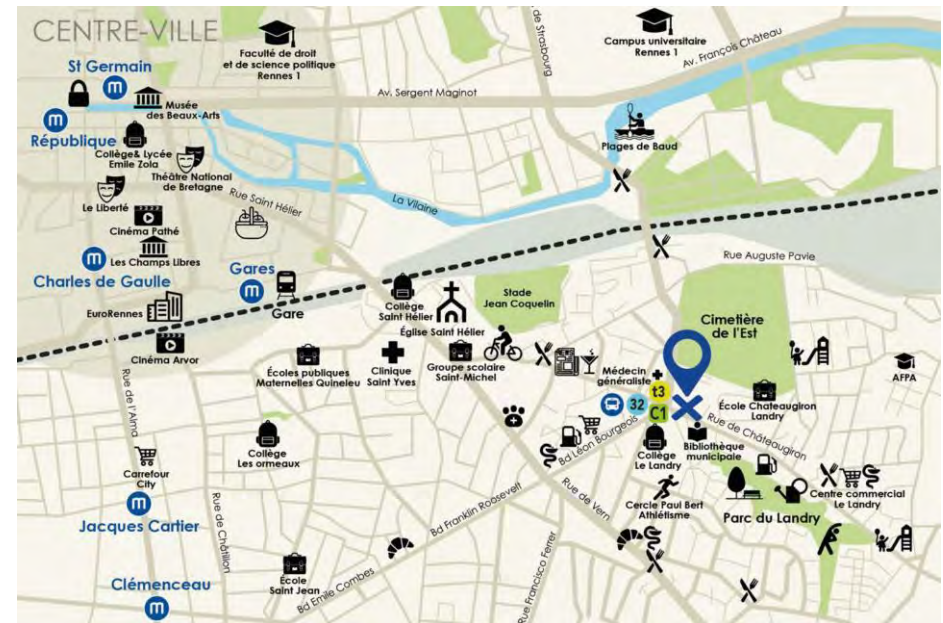 CENTRE-VILLE
Faculté de droit
et de science politique
Rennes 1
de Strasbourg
Campus universitaire
Rennes 1
Av. François Château
St Germain
m
Av. Sergent Maginot
Musée
des Beaux-Arts
m
République
Collège& Lycée
Emile Zola
Théâtre National
de Bretagne
Plages de Baud
Le Liberté
Rue Saint Hélier
La Vilaine
Cinéma Pathé
m
Les Champs Libres
Charles de Gaulle
Gares
m
Gare
Rue Auguste Pavie
EuroRennes
Collège
Saint Hélier
Stade
Jean Coquelin
Église Saint Hélier
Cimetière
de l'Est
Cinéma Arvor
Écoles publiques
Maternelles Quineleu
Clinique
Saint Yves
Groupe scolaire
Saint-Michel
Médecin
généraliste
t3
32
C1
AFPA
École Chateaugiron
Landry
Rue de l'Alma
Rue de Châteaugiron
Bd Léon Bourgeois
Collège
Les ormeaux
Collège
Le Landry
Bibliothèque
municipale
Carrefour
City
m
Jacques Cartier
Rue de Châtillon
Bd Franklin Roosevert
Rue de Vern
Cercle Paul Bert
Athlétisme
Parc du Landry
Centre commercial
Le Landry
Clémenceau
m
École
Saint Jean
Bd Emile Combes
Rue Francisco Ferrer